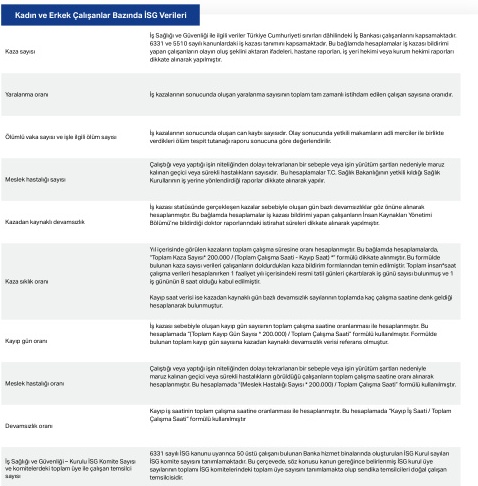 Kadın ve Erkek Çalışanlar Bazında İSG Verileri
Kaza sayısı
İş Sağlığı ve Güvenliği ile ilgili veriler Türkiye Cumhuriyeti sınırları dâhilindeki İş Bankası çalışanlarını kapsamaktadır.
6331 ve 5510 sayılı kanunlardaki iş kazası tanımını kapsamaktadır. Bu bağlamda hesaplamalar iş kazası bildirimi
yapan çalışanların olayın oluş şeklini aktaran ifadeleri, hastane raporları, iş yeri hekimi veya kurum hekimi raporları
dikkate alınarak yapılmıştır.
Yaralanma oranı
İş kazalarının sonucunda oluşan yaralanma sayısının toplam tam zamanlı istihdam edilen çalışan sayısına oranıdır.
Ölümlü vaka sayısı ve işle ilgili ölüm sayısı
İş kazalarının sonucunda oluşan can kaybı sayısıdır. Olay sonucunda yetkili makamların adli merciler ile birlikte
verdikleri ölüm tespit tutanağı raporu sonucuna göre değerlendirilir.
Meslek hastalığı sayısı
Çalıştığı veya yaptığı işin niteliğinden dolayı tekrarlanan bir sebeple veya işin yürütüm şartları nedeniyle maruz
kalınan geçici veya sürekli hastalıkların sayısıdır. Bu hesaplamalar T.C. Sağlık Bakanlığının yetkili kıldığı Sağlık
Kurullarının iş yerine yönlendirdiği raporlar dikkate alınarak yapılır.
Kazadan kaynaklı devamsızlık
İş kazası statüsünde gerçekleşen kazalar sebebiyle oluşan gün bazlı devamsızlıklar göz önüne alınarak
hesaplanmıştır. Bu bağlamda hesaplamalar iş kazası bildirimi yapan çalışanların İnsan Kaynakları Yönetimi
Bölümü'ne bildirdiği doktor raporlarındaki istirahat süreleri dikkate alınarak yapılmıştır.
Kaza sıklık oranı
Yıl içerisinde görülen kazaların toplam çalışma süresine oranı hesaplanmıştır. Bu bağlamda hesaplamalarda,
"Toplam Kaza Sayısı* 200.000 / (Toplam Çalışma Saati - Kayıp Saat) *" formülü dikkate alınmıştır. Bu formülde
bulunan kaza sayısı verileri çalışanların doldurdukları kaza bildirim formlarından temin edilmiştir. Toplam insan*saat
çalışma verileri hesaplanırken 1 faaliyet yılı içerisindeki resmi tatil günleri çıkartılarak iş günü sayısı bulunmuş ve 1
iş gününün 8 saat olduğu kabul edilmiştir.
Kayıp saat verisi ise kazadan kaynaklı gün bazlı devamsızlık sayılarının toplamda kaç çalışma saatine denk geldiği
hesaplanarak bulunmuştur.
Kayıp gün oranı
İş kazası sebebiyle oluşan kayıp gün sayısının toplam çalışma saatine oranlanması ile hesaplanmıştır. Bu
hesaplamada "(Toplam Kayıp Gün Sayısı * 200.000) / Toplam Çalışma Saati" formülü kullanılmıştır. Formülde
bulunan toplam kayıp gün sayısına kazadan kaynaklı devamsızlık verisi referans olmuştur.
Meslek hastalığı oranı
Çalıştığı veya yaptığı işin niteliğinden dolayı tekrarlanan bir sebeple veya işin yürütüm şartları nedeniyle
maruz kalınan geçici veya sürekli hastalıkların görüldüğü çalışanların toplam çalışma saatine oranı alınarak
hesaplanmıştır. Bu hesaplamada "(Meslek Hastalığı Sayısı * 200.000) / Toplam Çalışma Saati" formülü kullanılmıştır.
Devamsızlık oranı
Kayıp iş saatinin toplam çalışma saatine oranlanması ile hesaplanmıştır. Bu hesaplamada "Kayıp İş Saati / Toplam
Çalışma Saati" formülü kullanılmıştır
İş Sağlığı ve Güvenliği – Kurulu İSG Komite Sayısı
ve komitelerdeki toplam üye ile çalışan temsilci
sayısı
6331 sayılı İSG kanunu uyarınca 50 üstü çalışanı bulunan Banka hizmet binalarında oluşturulan İSG Kurul sayıları
İSG komite sayısını tanımlamaktadır. Bu çerçevede, söz konusu kanun gereğince belirlenmiş İSG kurul üye
sayılarının toplamı İSG komitelerindeki toplam üye sayısını tanımlamakta olup sendika temsilcileri doğal çalışan
temsilcisidir.